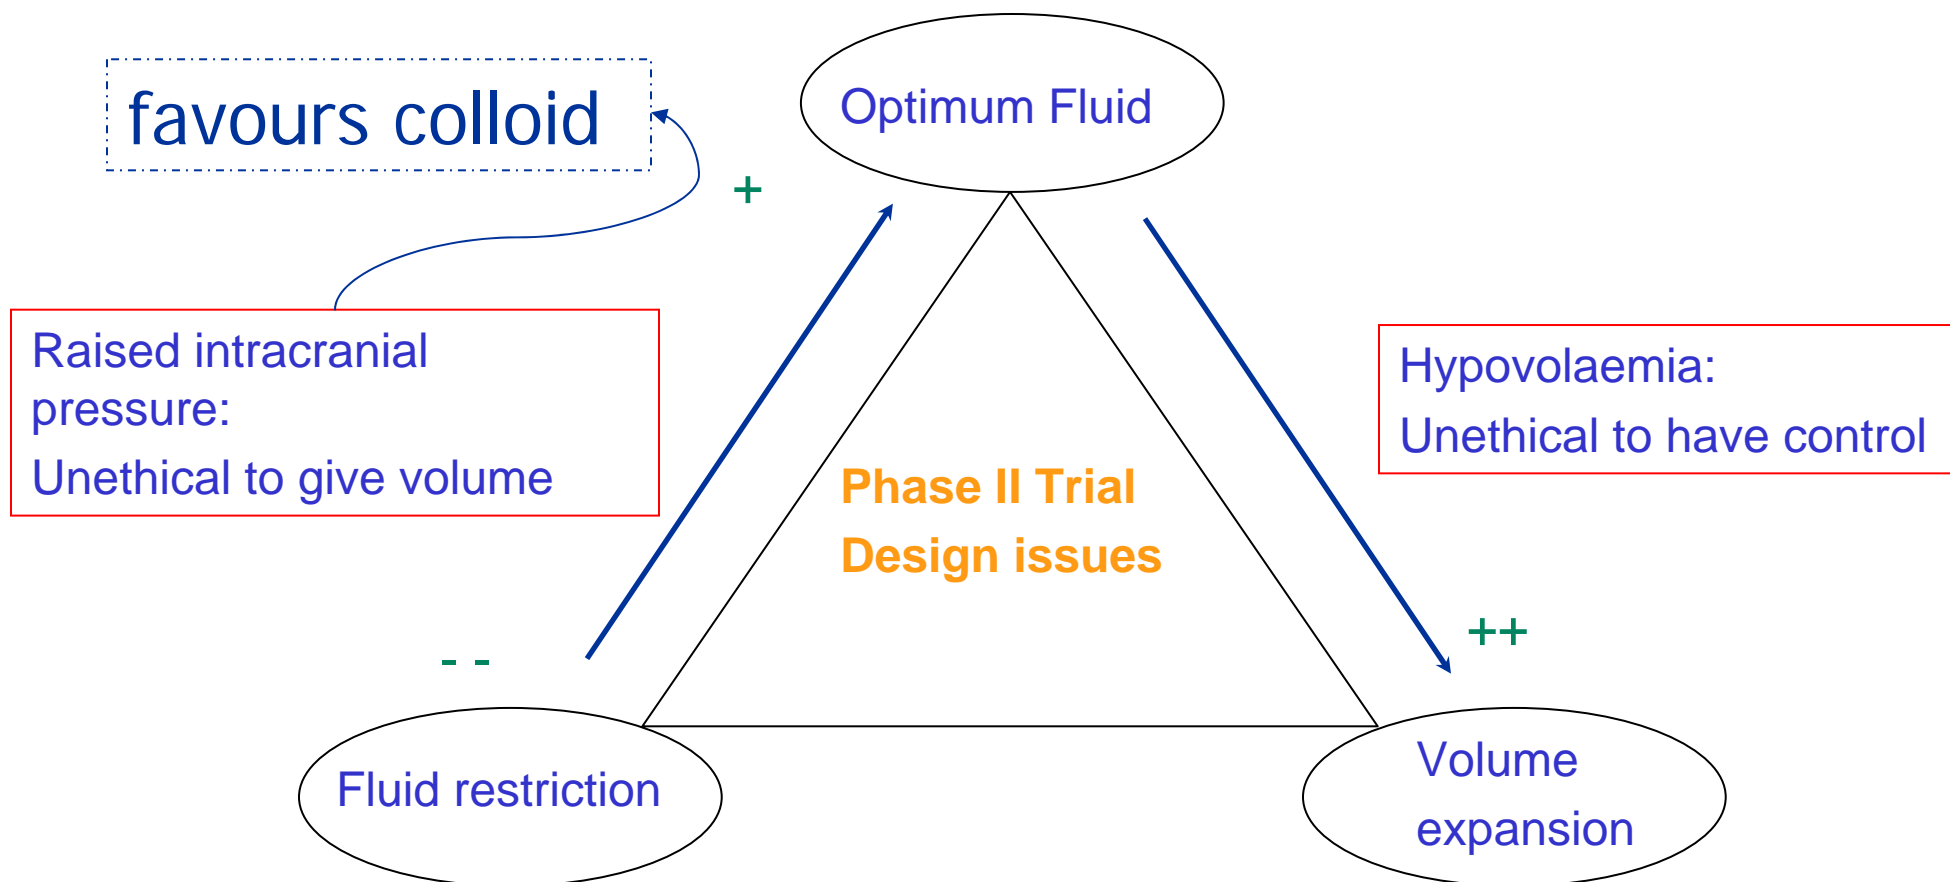 favours colloid
Optimum Fluid
+
Raised intracranial
pressure:
Unethical to give volume
Hypovolaemia:
Unethical to have control
Phase II Trial
Design issues
- -
++
Fluid restriction
Volume
expansion